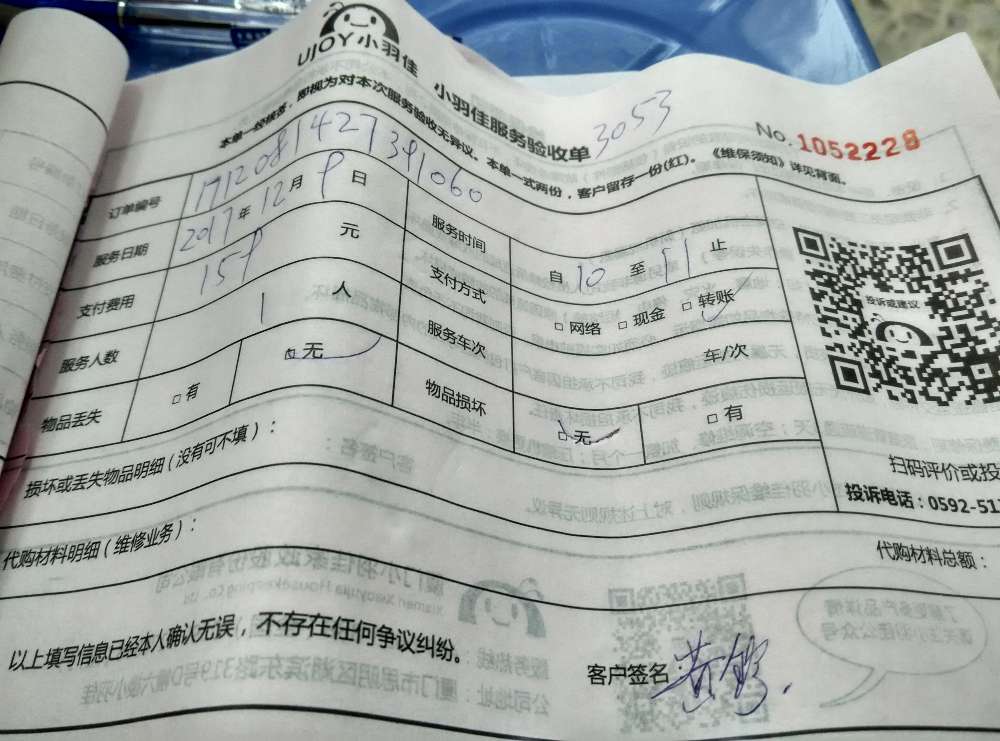 UJOY小羽佳 小羽佳服务验收单 3053 No.1052228
本单一经核务，即视为对本次服务验收无异议。本单一式两份，客户留存一份(红)。《维保须知》详见背面。
订单编号 1712081427391060
服务日期 2017年12月9日 服务时间 自10至11止
支付费用 159元 支付方式 □网络 □现金 □转账
服务人数 1人 服务车次 车/次
物品丢失 □有 □无 物品损坏 □无 □有
投诉或建议
扫码评价或投
投诉电话：0592-51
损坏或丢失物品明细(没有可不填)：
代购材料明细(维修业务)： 代购材料总额：
以上填写信息已经本人确认无误，不存在任何争议纠纷。
客户签名